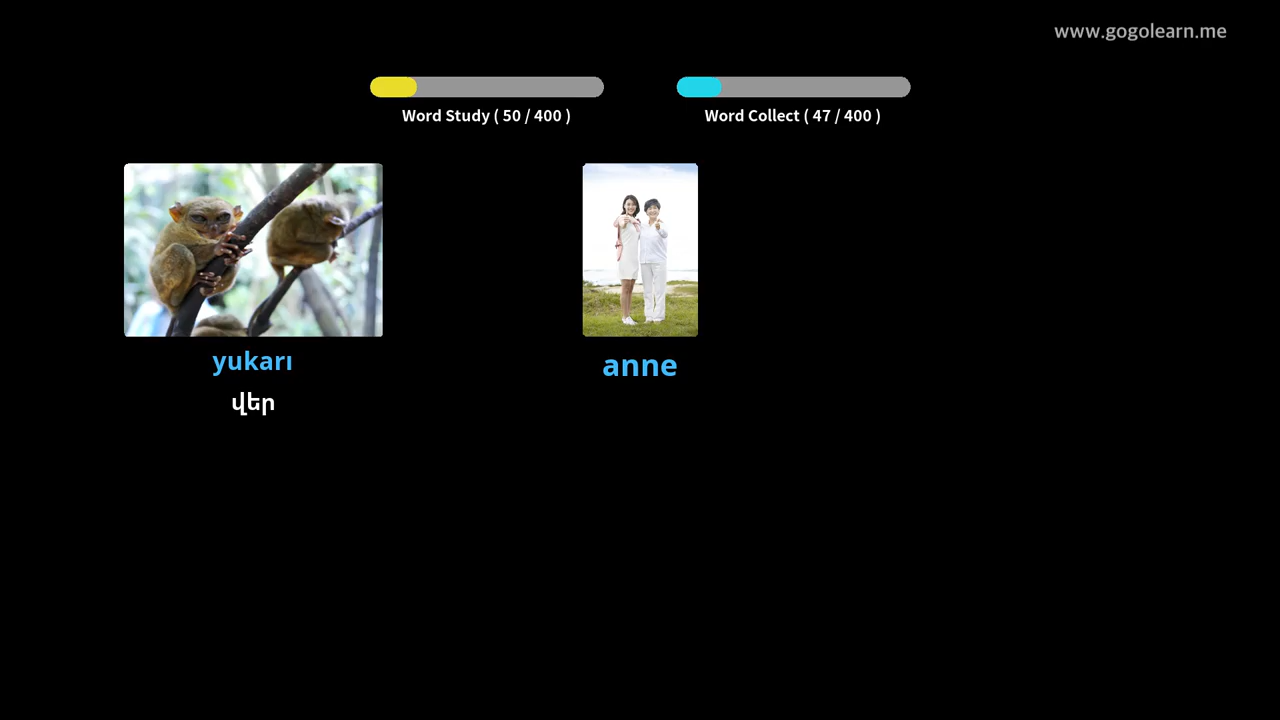 www.gogolearn.me
Word Study ( 50 / 400 )
Word Collect ( 47 / 400 )
yukarı
վեր
anne